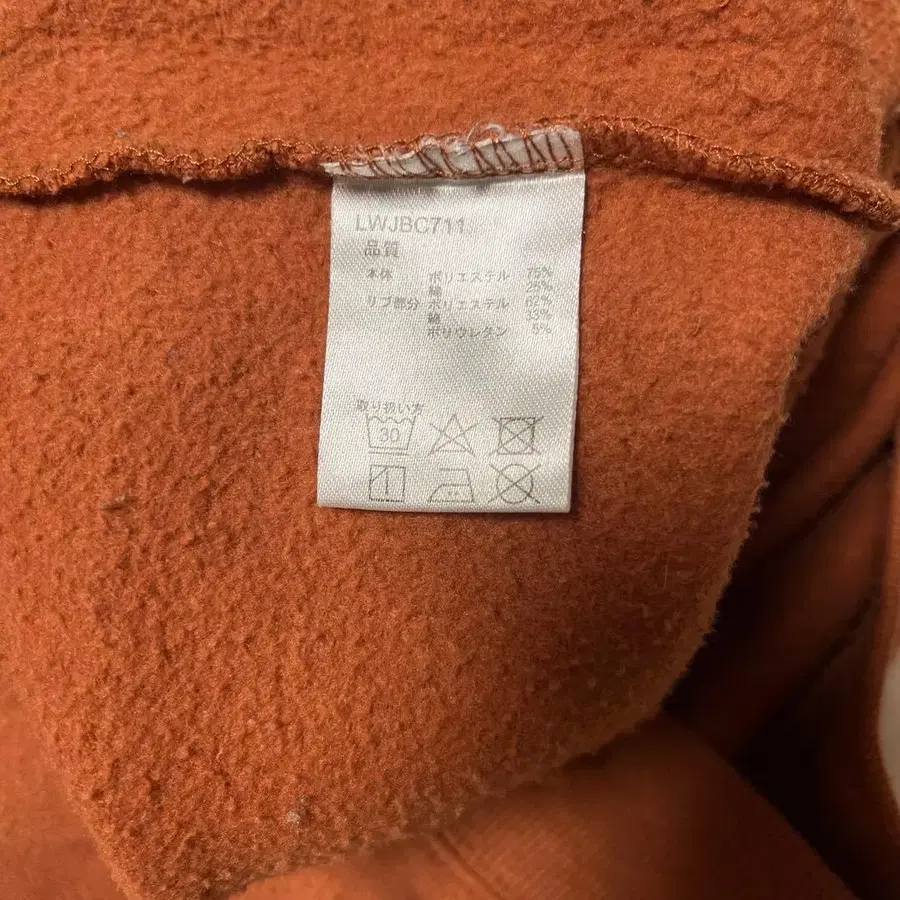 LWJBC711
品質
本体 ポリエステル 75%
綿 25%
リブ部分 ポリエステル 62%
綿 33%
ポリウレタン 5%
取り扱い方
30